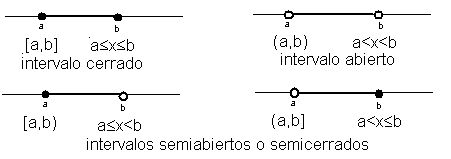 a b a b
[a,b] a≤x≤b (a,b) a<x<b
intervalo cerrado intervalo abierto
a b a b
[a,b) a≤x<b (a,b] a<x≤b
intervalos semiabiertos o semicerrados